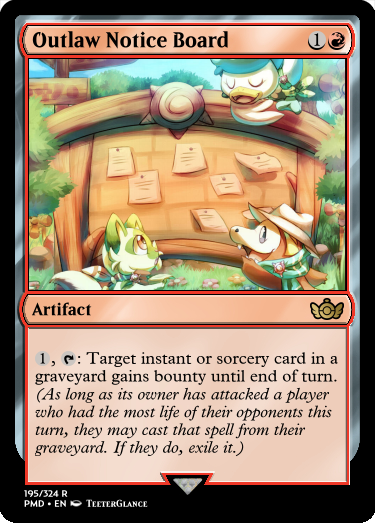 Outlaw Notice Board 1
Artifact
1, : Target instant or sorcery card in a
graveyard gains bounty until end of turn.
(As long as its owner has attacked a player
who had the most life of their opponents this
turn, they may cast that spell from their
graveyard. If they do, exile it.)
195/324 R
PMD • EN TeeterGlance